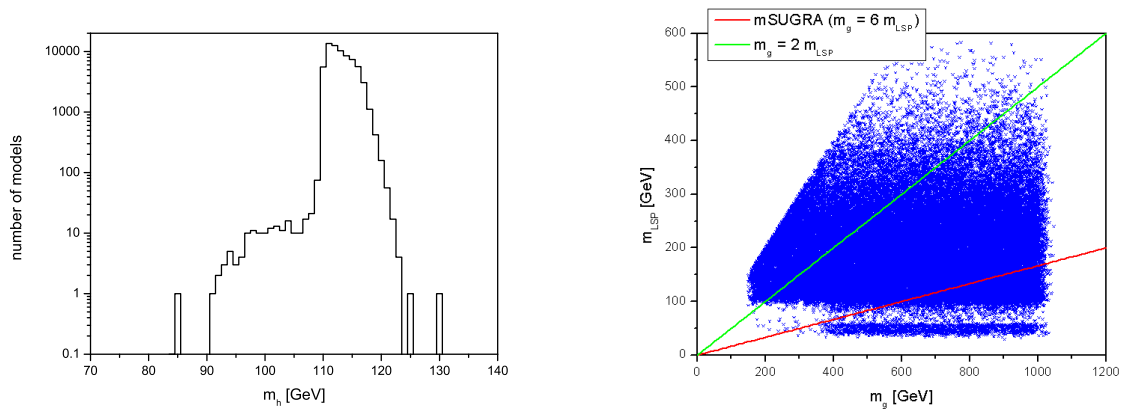 10000
1000
100
10
1
0.1
number of models
70 80 90 100 110 120 130 140
m_h [GeV]
mSUGRA (m_g = 6 m_LSP)
m_g = 2 m_LSP
600
500
400
300
200
100
0
m_LSP [GeV]
0 200 400 600 800 1000 1200
m_g [GeV]